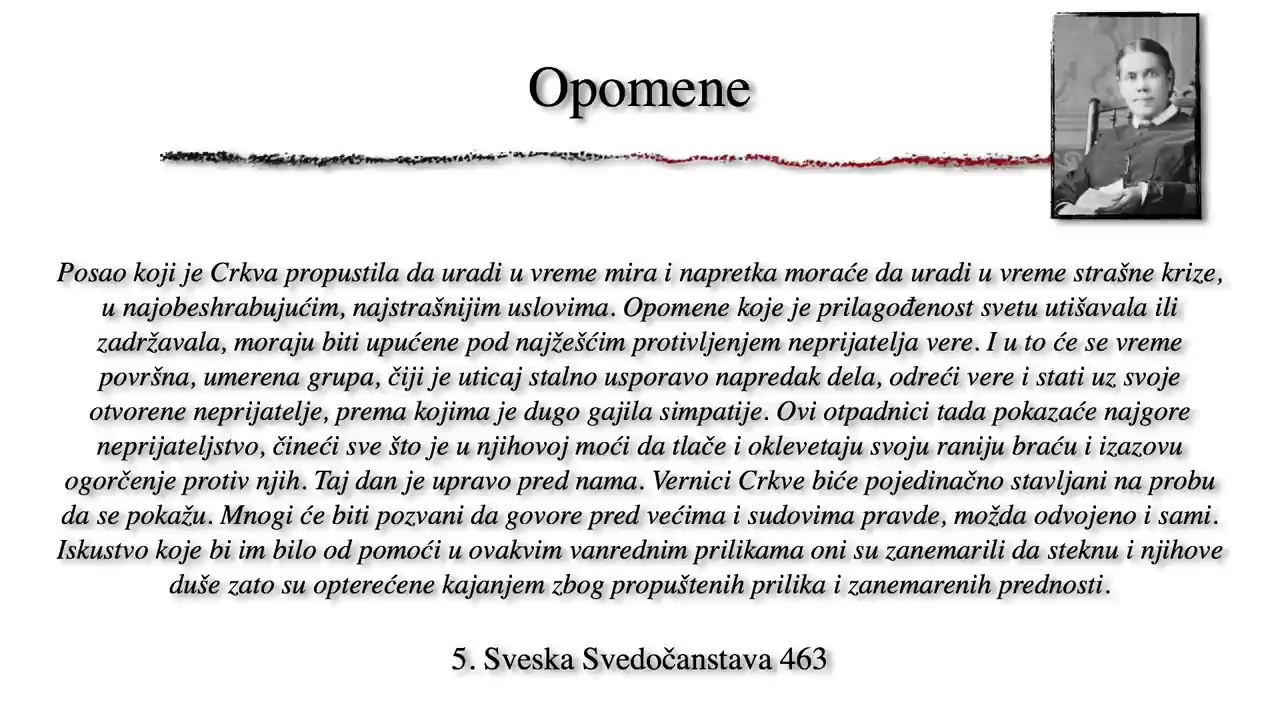 Opomene
Posao koji je Crkva propustila da uradi u vreme mira i napretka moraće da uradi u vreme strašne krize,
u najobeshrabujućim, najstrašnijim uslovima. Opomene koje je prilagođenost svetu utišavala ili
zadržavala, moraju biti upućene pod najžešćim protivljenjem neprijatelja vere. I u to će se vreme
površna, umerena grupa, čiji je uticaj stalno usporavo napredak dela, odreći vere i stati uz svoje
otvorene neprijatelje, prema kojima je dugo gajila simpatije. Ovi otpadnici tada pokazaće najgore
neprijateljstvo, čineći sve što je u njihovoj moći da tlače i oklevetaju svoju raniju braću i izazovu
ogorčenje protiv njih. Taj dan je upravo pred nama. Vernici Crkve biće pojedinačno stavljani na probu
da se pokažu. Mnogi će biti pozvani da govore pred većima i sudovima pravde, možda odvojeno i sami.
Iskustvo koje bi im bilo od pomoći u ovakvim vanrednim prilikama oni su zanemarili da steknu i njihove
duše zato su opterećene kajanjem zbog propuštenih prilika i zanemarenih prednosti.
5. Sveska Svedočanstava 463